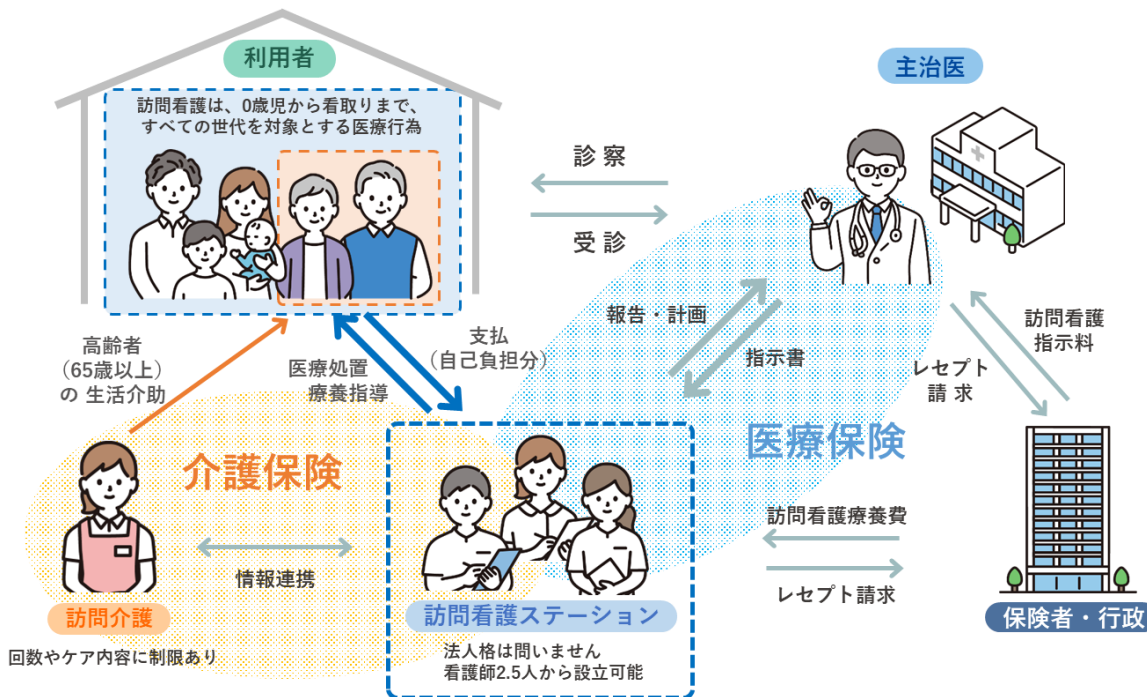 利用者
訪問看護は、0歳児から看取りまで、
すべての世代を対象とする医療行為
主治医
診 察
受 診
高齢者
（65歳以上）
の 生活介助
医療処置
療養指導
支払
（自己負担分）
報告・計画
指示書
訪問看護
指示料
レセプト
請 求
介護保険
医療保険
情報連携
訪問看護療養費
レセプト請求
訪問介護
回数やケア内容に制限あり
訪問看護ステーション
法人格は問いません
看護師2.5人から設立可能
保険者・行政